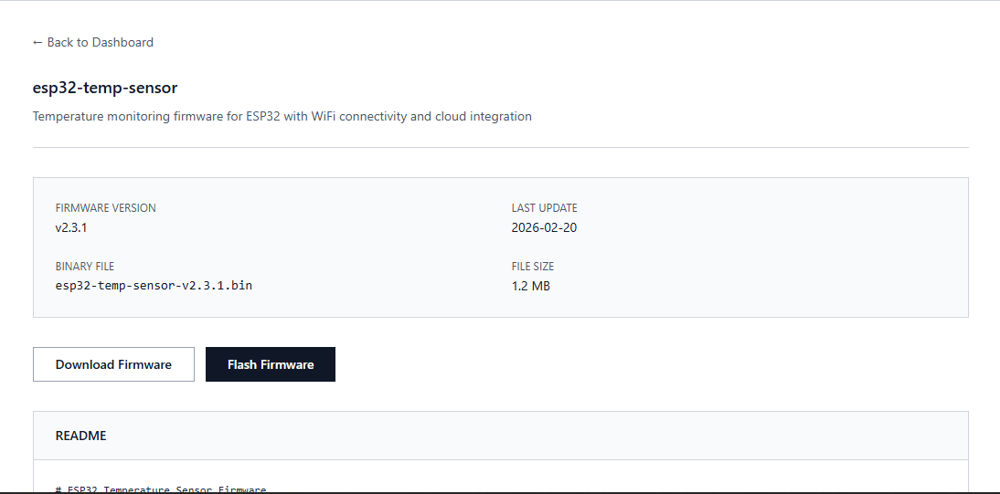 ← Back to Dashboard
esp32-temp-sensor
Temperature monitoring firmware for ESP32 with WiFi connectivity and cloud integration
FIRMWARE VERSION
v2.3.1
LAST UPDATE
2026-02-20
BINARY FILE
esp32-temp-sensor-v2.3.1.bin
FILE SIZE
1.2 MB
Download Firmware
Flash Firmware
README
# ESP32 Temperature Sensor Firmware